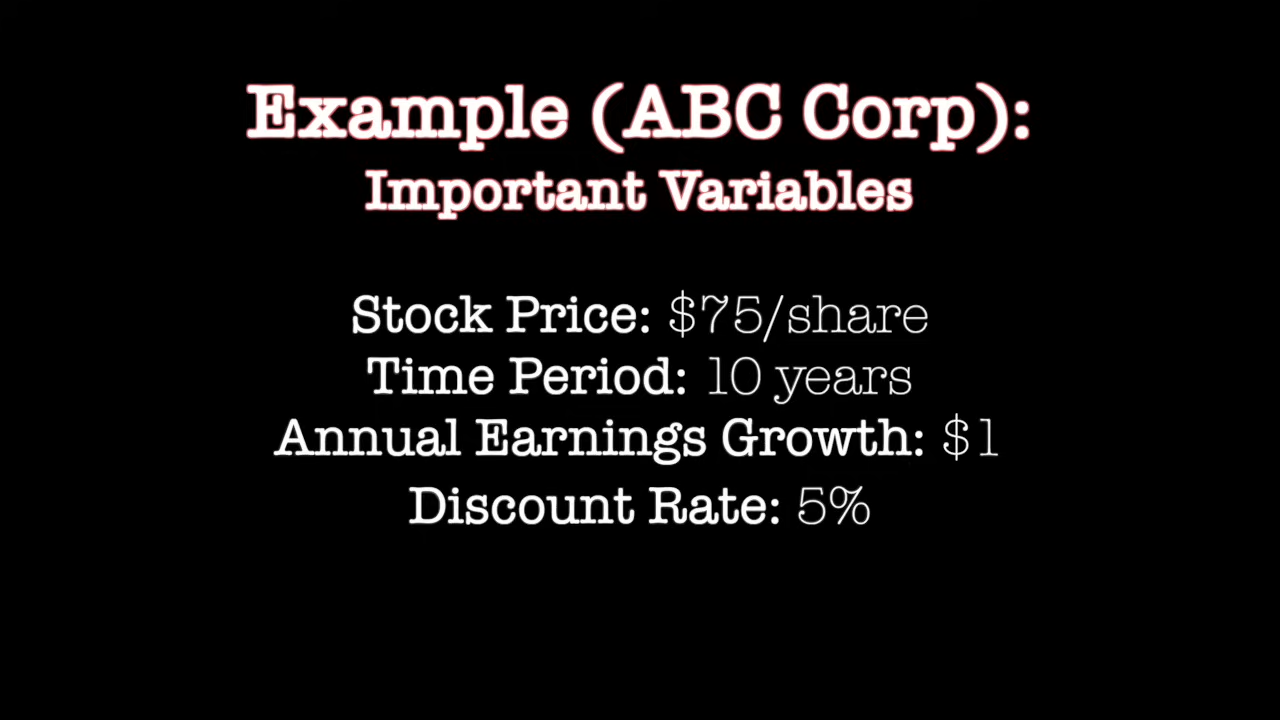 Example (ABC Corp):
Important Variables
Stock Price: $75/share
Time Period: 10 years
Annual Earnings Growth: $1
Discount Rate: 5%